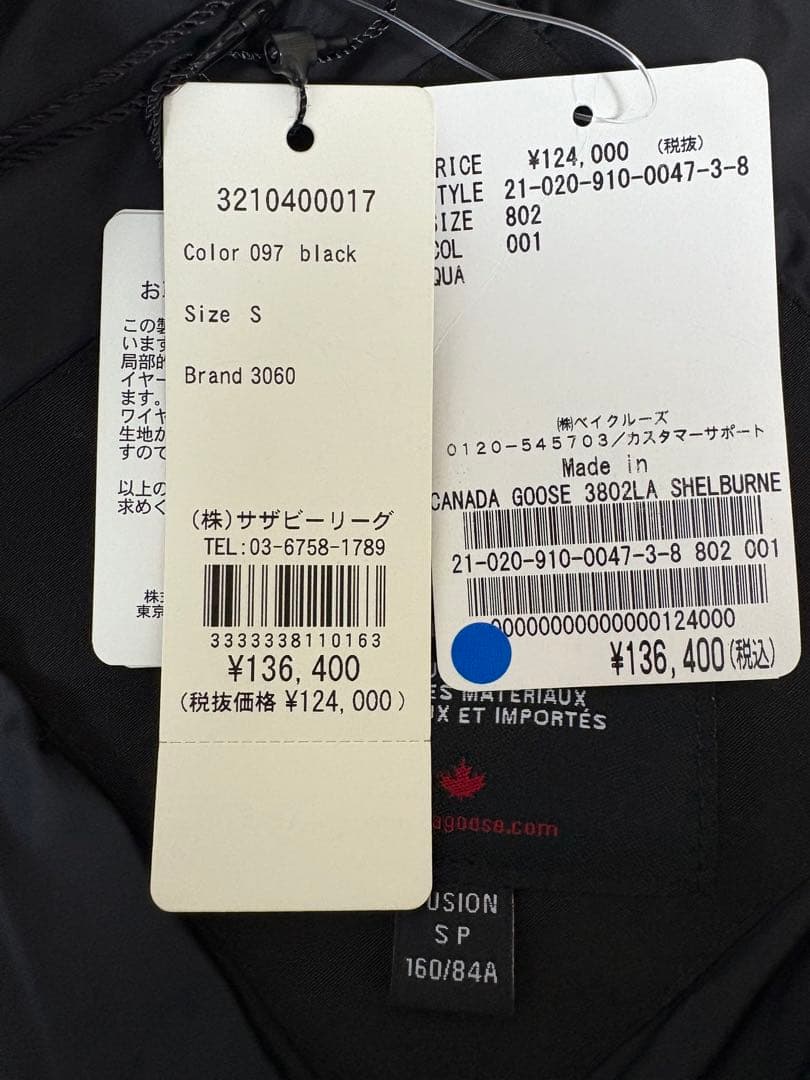 3210400017
Color 097 black
Size S
Brand 3060
(株)サザビーリーグ
TEL:03-6758-1789
3333338110163
¥136,400
(税抜価格 ¥124,000)
RICE ¥124,000 (税抜)
TYLE 21-020-910-0047-3-8
IZE 802
COL 001
QUA
㈱ベイクルーズ
0120-545703/カスタマーサポート
Made in
CANADA GOOSE 3802LA SHELBURNE
21-020-910-0047-3-8 802 001
00000000000000124000
¥136,400(税込)
この製
います
局部的
イヤー
ます。
ワイヤ
生地か
すので
以上の
求めく
株式
東京
ES MATERIAUX
UX ET IMPORTÉS
agoose.com
USION
SP
160/84A